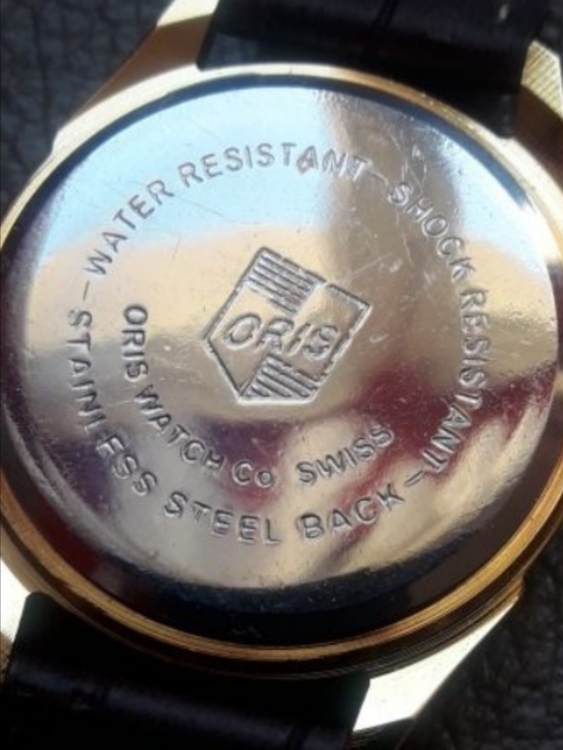 WATER RESISTANT - SHOCK RESISTANT - STAINLESS STEEL BACK -
ORIS
ORIS WATCH CO SWISS